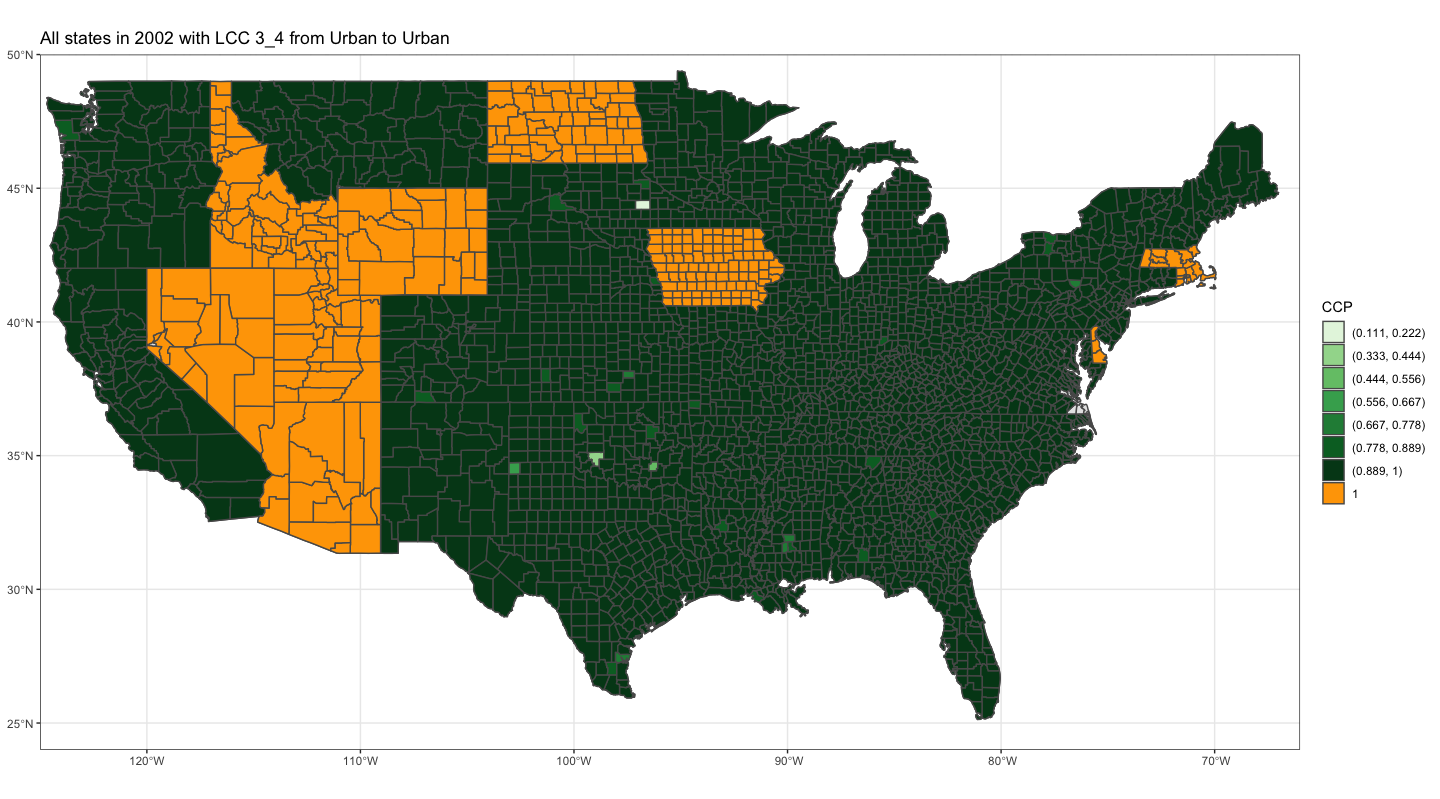 All states in 2002 with LCC 3_4 from Urban to Urban
50°N
45°N
40°N
35°N
30°N
25°N
120°W
110°W
100°W
90°W
80°W
70°W
CCP
(0.111, 0.222)
(0.333, 0.444)
(0.444, 0.556)
(0.556, 0.667)
(0.667, 0.778)
(0.778, 0.889)
(0.889, 1)
1